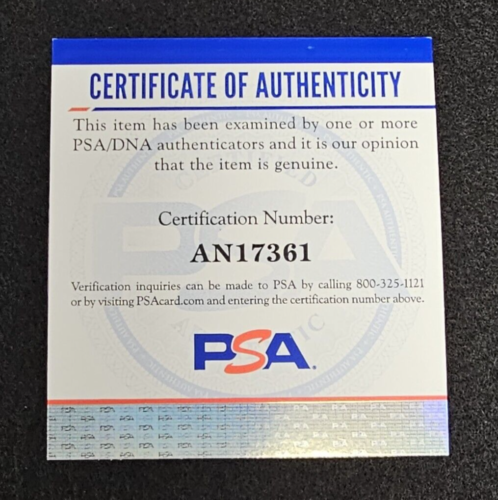 CERTIFICATE OF AUTHENTICITY
This item has been examined by one or more
PSA/DNA authenticators and it is our opinion
that the item is genuine.
Certification Number:
AN17361
Verification inquiries can be made to PSA by calling 800-325-1121
or by visiting PSAcard.com and entering the certification number above.
PSA